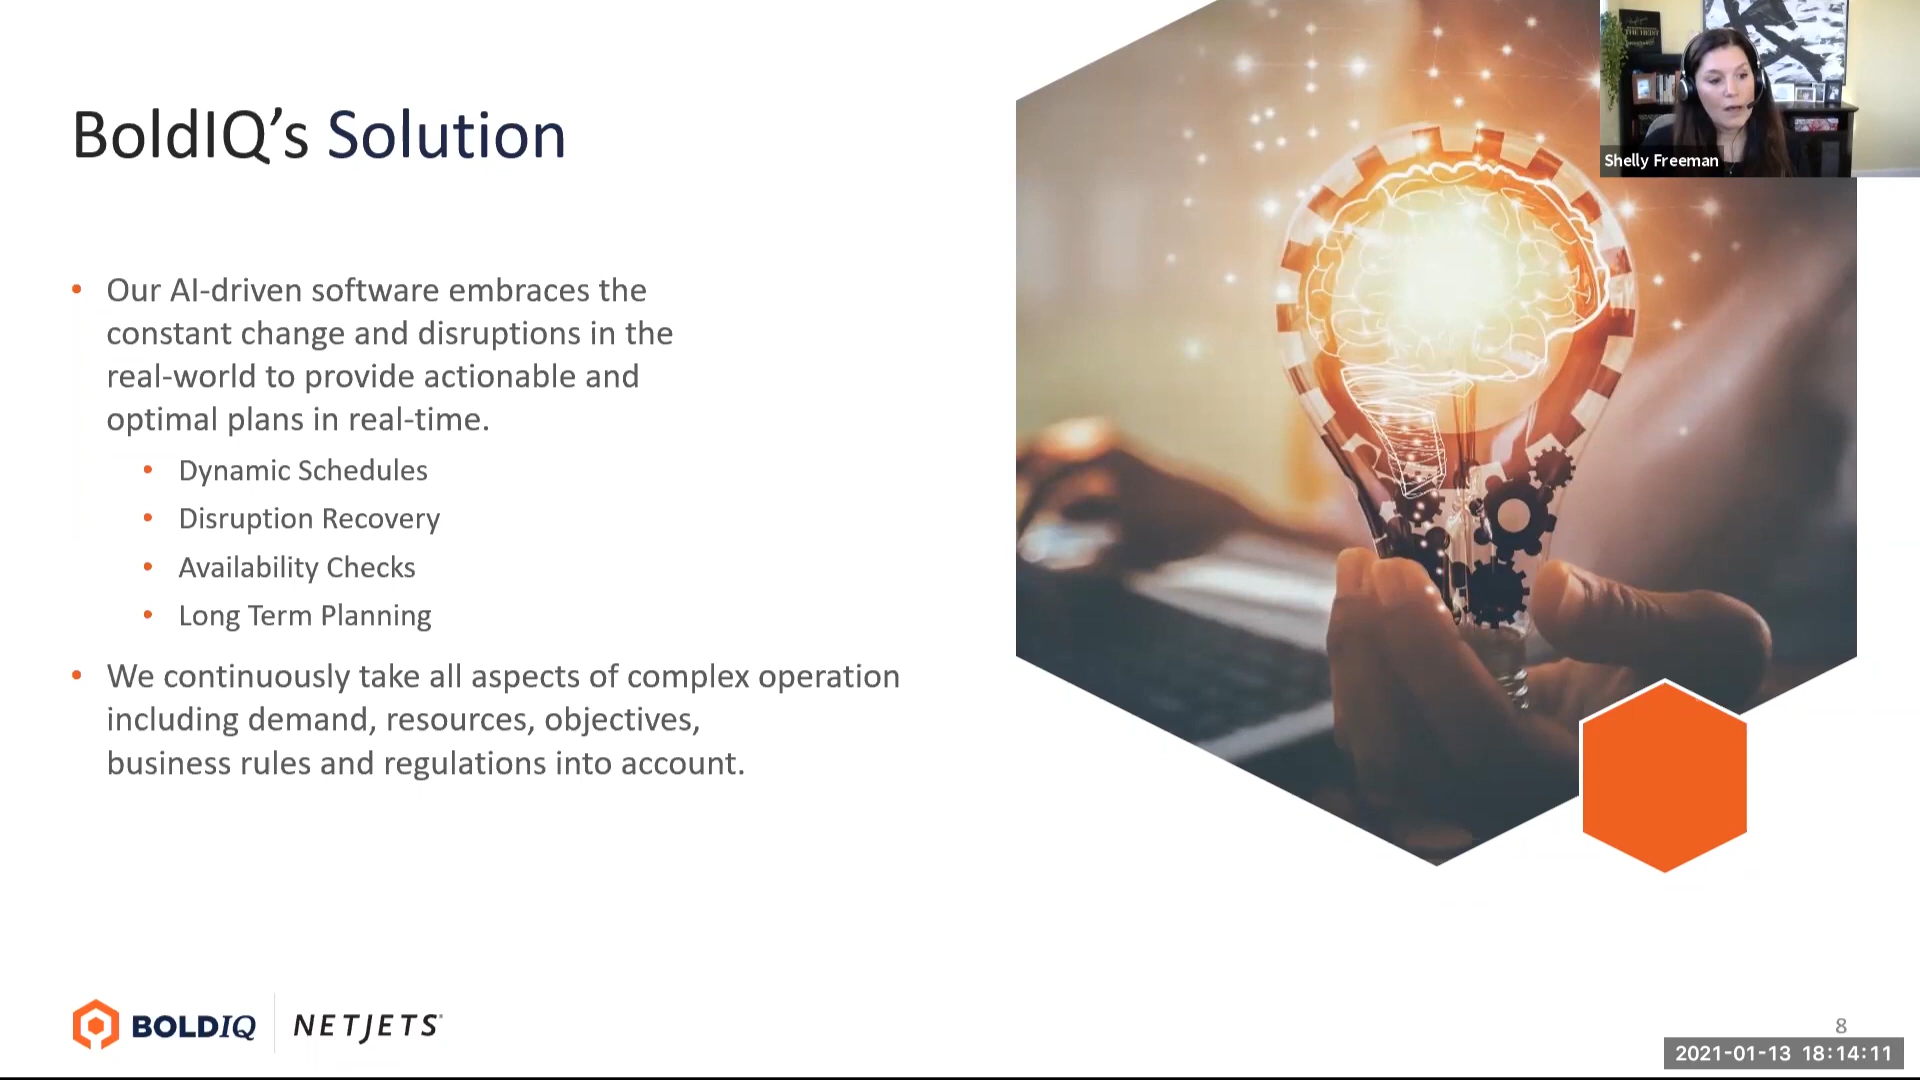 BoldIQ’s Solution
Shelly Freeman
• Our AI-driven software embraces the
constant change and disruptions in the
real-world to provide actionable and
optimal plans in real-time.
• Dynamic Schedules
• Disruption Recovery
• Availability Checks
• Long Term Planning
• We continuously take all aspects of complex operation
including demand, resources, objectives,
business rules and regulations into account.
BOLDIQ
NETJETS
8
2021-01-13 18:14:11